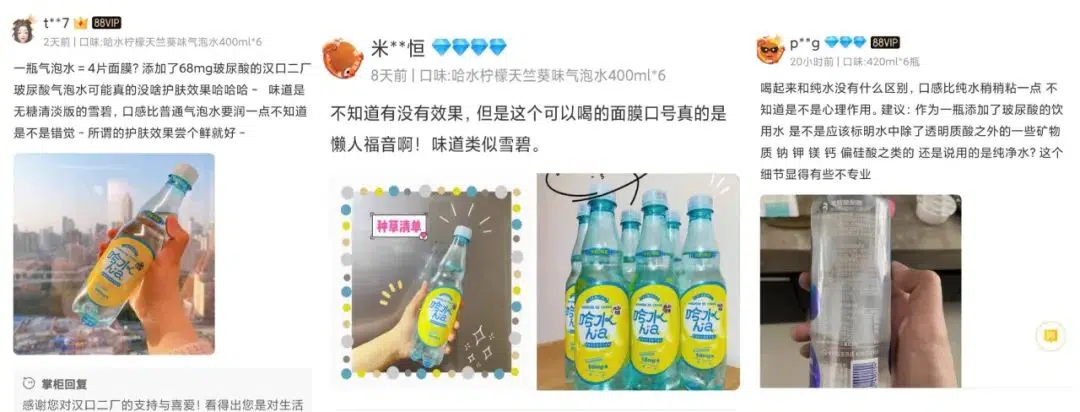 t**7 88VIP
2天前 | 口味:哈水柠檬天竺葵味气泡水400ml*6
一瓶气泡水=4片面膜? 添加了68mg玻尿酸的汉口二厂
玻尿酸气泡水可能真的没啥护肤效果哈哈哈~ 味道是
无糖清淡版的雪碧，口感比普通气泡水要润一点不知道
是不是错觉~所谓的护肤效果尝个鲜就好~
哈水
ha
掌柜回复
感谢您对汉口二厂的支持与喜爱! 看得出您是对生活
米**恒
8天前 | 口味:哈水柠檬天竺葵味气泡水400ml*6
不知道有没有效果，但是这个可以喝的面膜口号真的是
懒人福音啊！味道类似雪碧。
种草清单
哈水
ha
哈水
ha
哈水
ha
p**g 88VIP
20小时前 | 口味:420ml*6瓶
喝起来和纯水没有什么区别，口感比纯水稍稍粘一点 不
知道是不是心理作用。建议：作为一瓶添加了玻尿酸的饮
用水 是不是应该标明水中除了透明质酸之外的一些矿物
质 钠 钾 镁 钙 偏硅酸之类的 还是说用的是纯净水? 这个
细节显得有些不专业